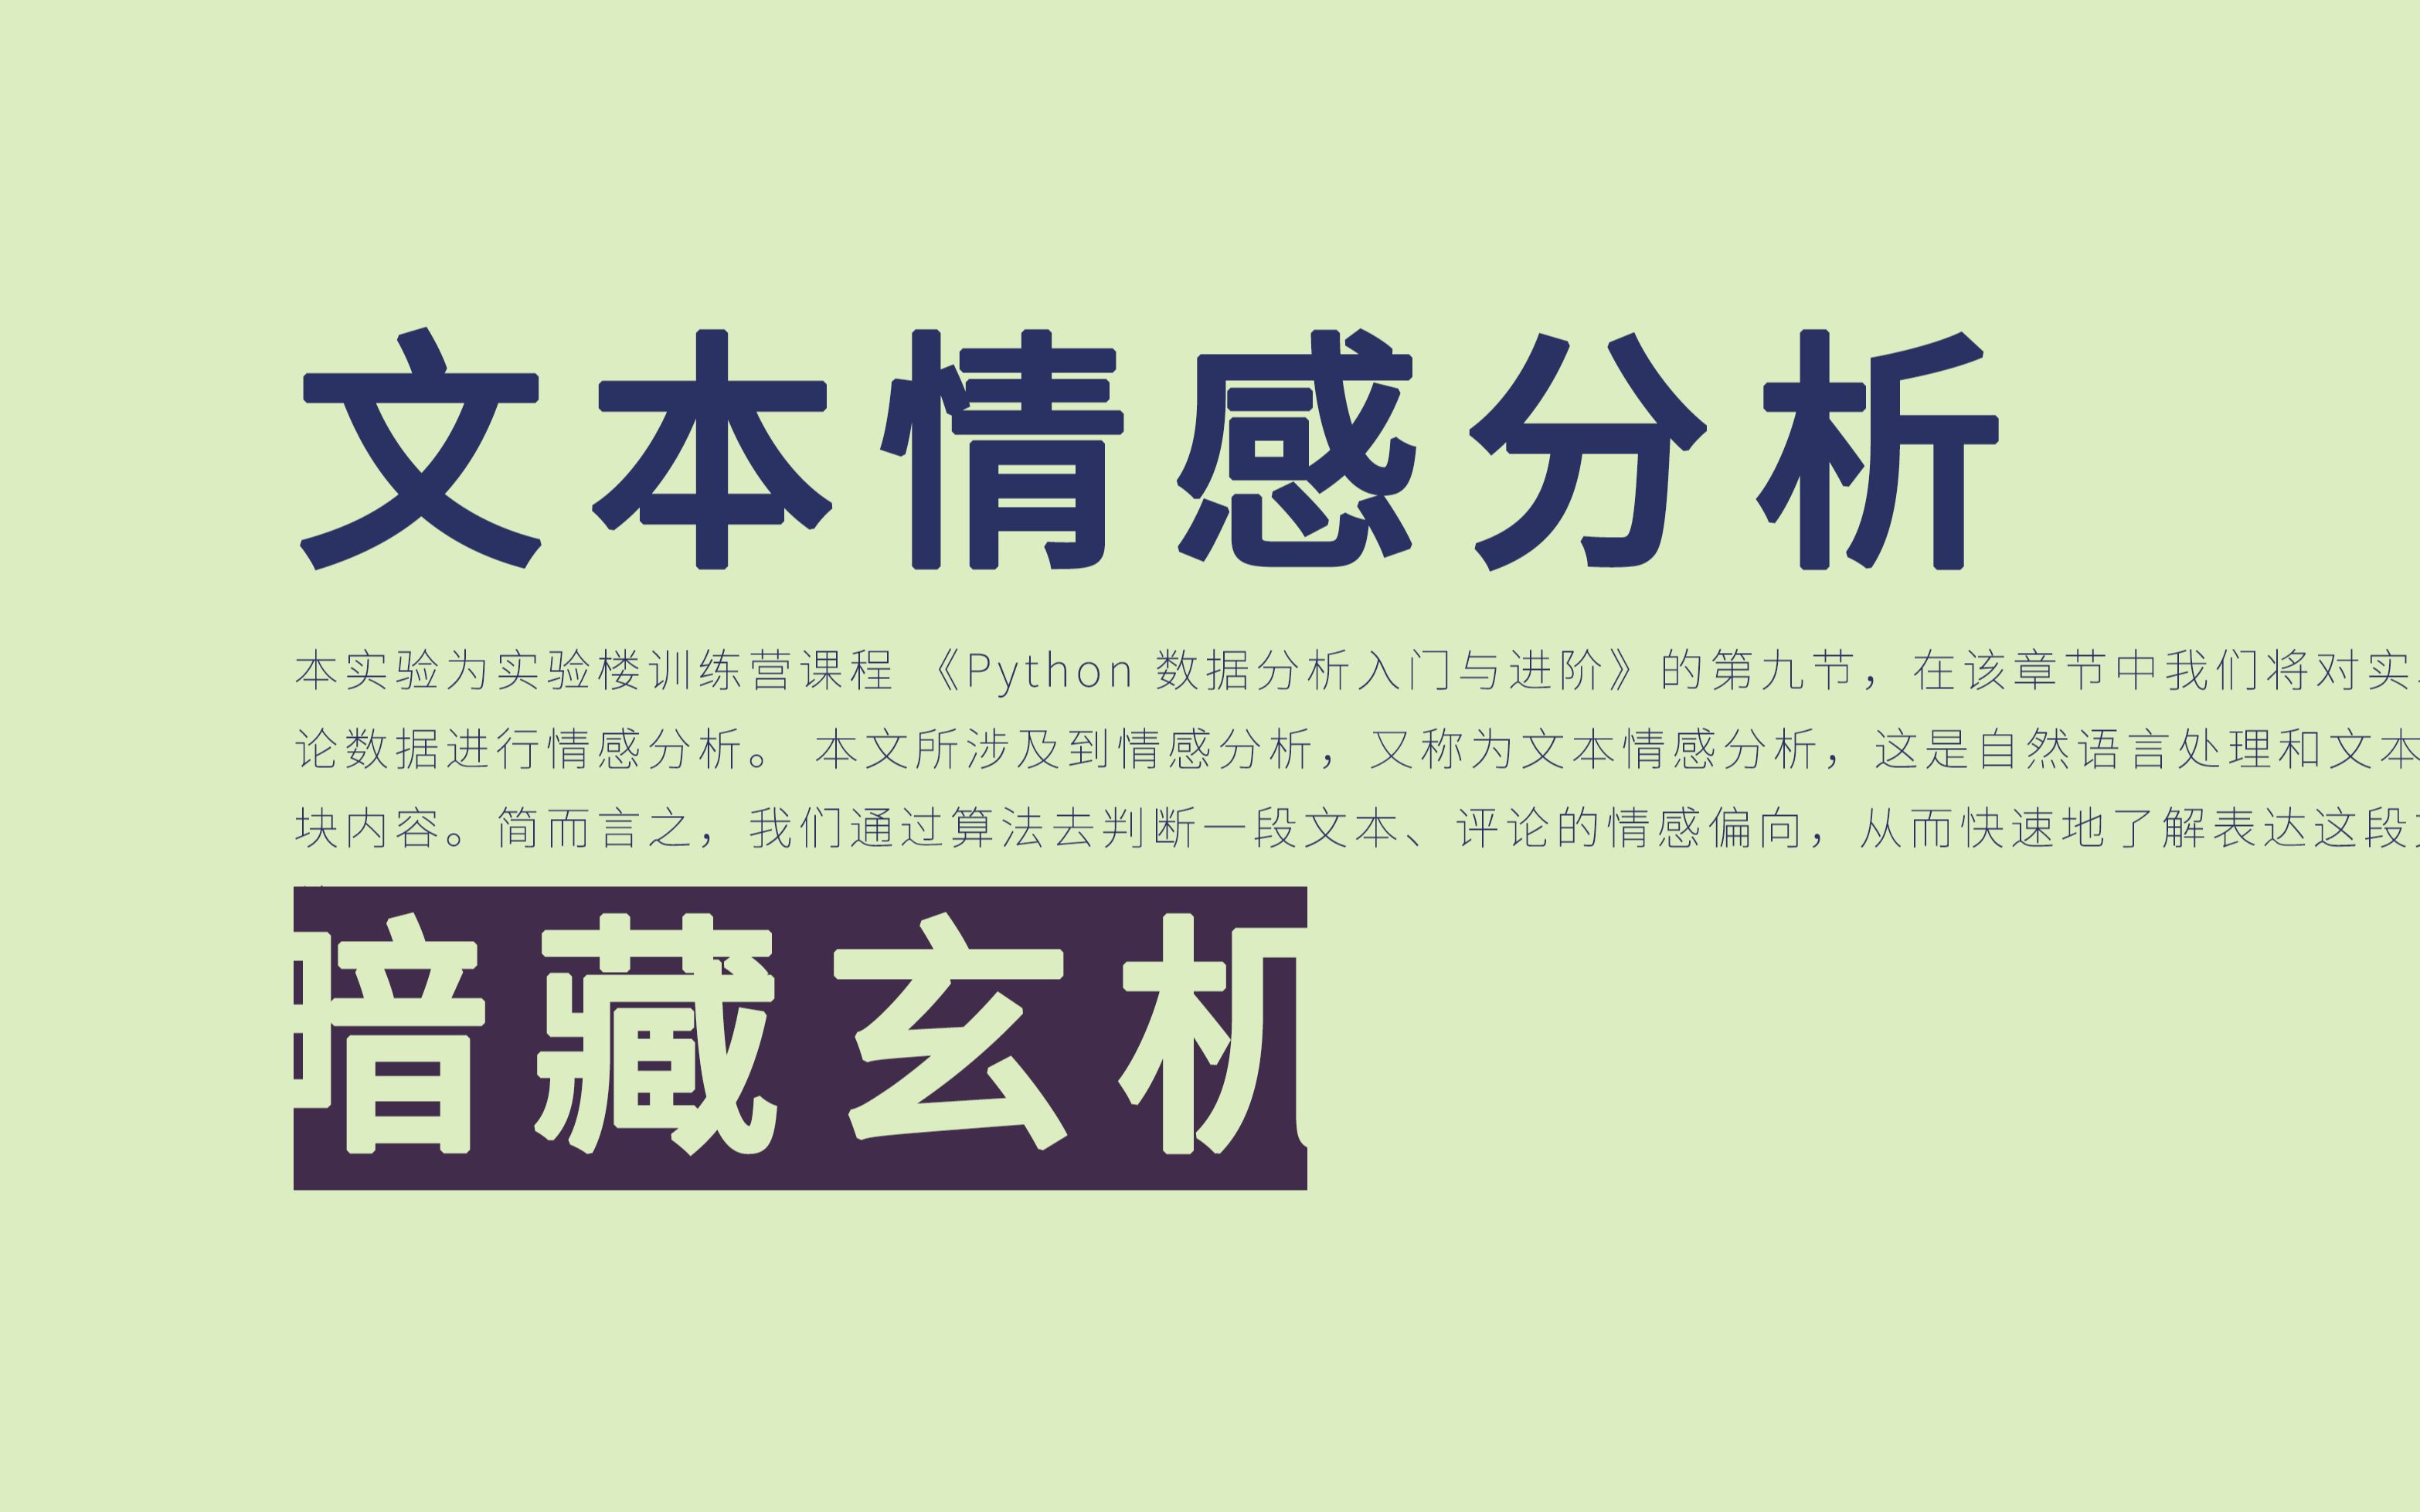 文本情感分析
本实验为实验楼训练营课程 《Python 数据分析入门与进阶》 的第九节，在该章节中我们将对实
论数据进行情感分析。 本文所涉及到情感分析，又称为文本情感分析，这是自然语言处理和文本
块内容。简而言之，我们通过算法去判断一段文本、 评论的情感偏向，从而快速地了解表达这段
暗藏玄机